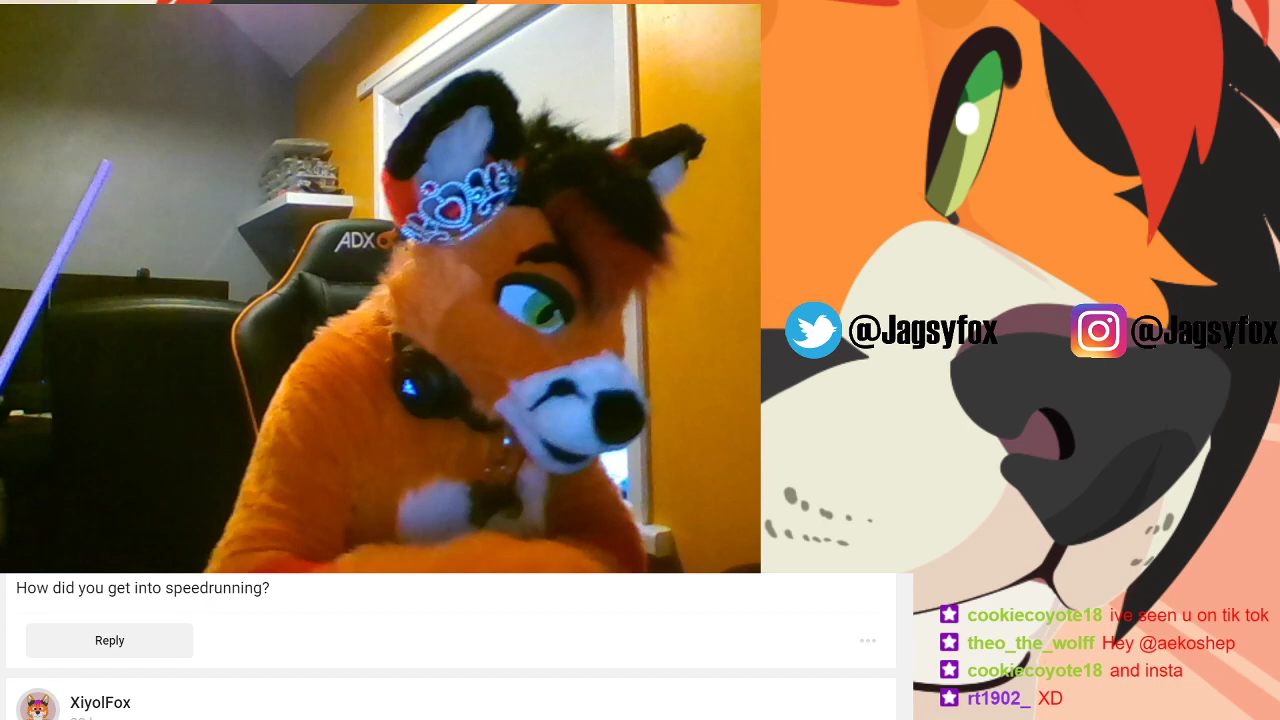 ADX
@Jagsyfox
@Jagsyfox
How did you get into speedrunning?
Reply
XiyolFox
cookiecoyote18 ive seen u on tik tok
theo_the_wolff Hey @aekoshep
cookiecoyote18 and insta
rt1902_ XD